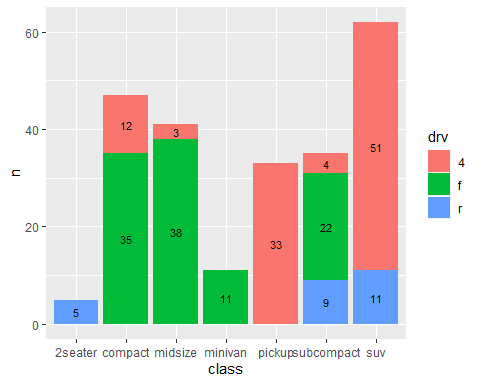 60
40
20
0
n
12
35
3
38
5
11
33
4
22
9
51
11
2seater compact midsize minivan pickup subcompact suv
class
drv
4
f
r